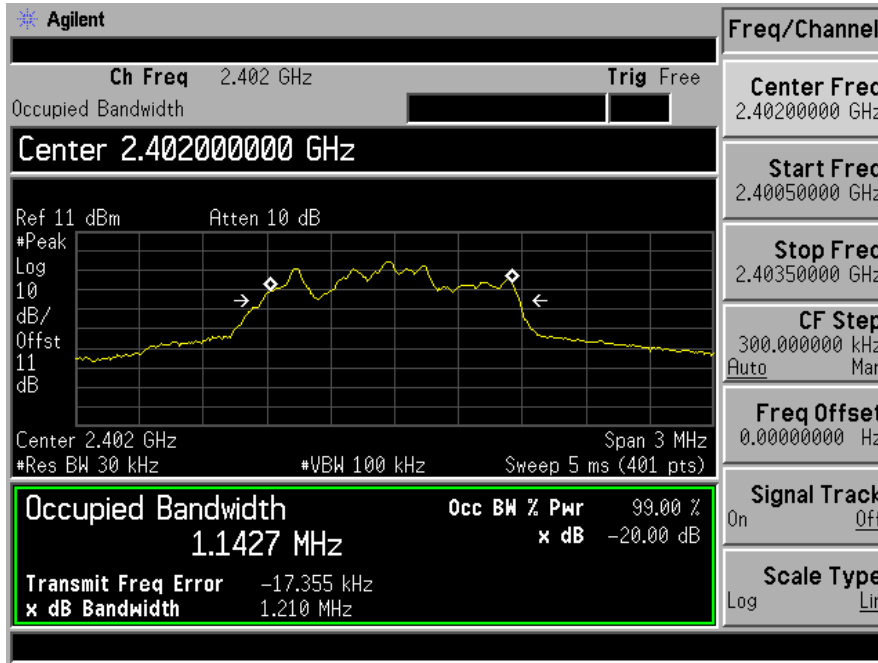 Agilent
Ch Freq 2.402 GHz Trig Free
Occupied Bandwidth
Center 2.402000000 GHz
Ref 11 dBm Atten 10 dB
#Peak
Log
10
dB/
Offst
11
dB
Center 2.402 GHz Span 3 MHz
#Res BW 30 kHz #VBW 100 kHz Sweep 5 ms (401 pts)
Occupied Bandwidth Occ BW % Pwr 99.00 %
1.1427 MHz x dB -20.00 dB
Transmit Freq Error -17.355 kHz
x dB Bandwidth 1.210 MHz
Freq/Channel
Center Freq
2.40200000 GHz
Start Freq
2.40050000 GHz
Stop Freq
2.40350000 GHz
CF Step
300.000000 kHz
Auto Man
Freq Offset
0.00000000 Hz
Signal Track
On Off
Scale Type
Log Lin